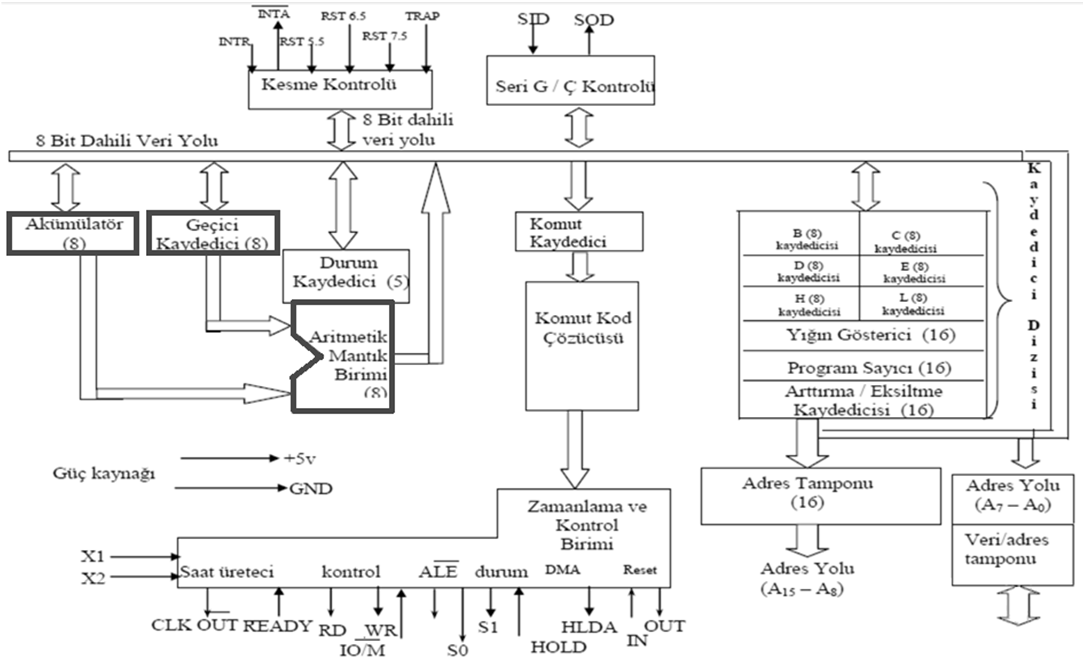 INTA
RST 6.5
TRAP
INTR
RST 5.5
RST 7.5
SID
SOD
Kesme Kontrolü
Seri G / Ç Kontrolü
8 Bit dahili
veri yolu
8 Bit Dahili Veri Yolu
Akümülatör
(8)
Geçici
Kaydedici (8)
Durum
Kaydedici (5)
Aritmetik
Mantık
Birimi
(8)
Komut
Kaydedici
Komut Kod
Çözücüsü
B (8)
kaydedicisi
C (8)
kaydedicisi
D (8)
kaydedicisi
E (8)
kaydedicisi
H (8)
kaydedicisi
L (8)
kaydedicisi
Yığın Gösterici (16)
Program Sayıcı (16)
Arttırma / Eksiltme
Kaydedicisi (16)
Kaydedici Dizisi
Güç kaynağı
+5v
GND
Adres Tamponu
(16)
Adres Yolu
(A15 – A8)
Adres Yolu
(A7 – A0)
Veri/adres
tamponu
Zamanlama ve
Kontrol
Birimi
X1
X2
Saat üreteci kontrol ALE durum DMA Reset
CLK OUT READY RD WR IO/M S0 S1 HOLD HLDA IN OUT